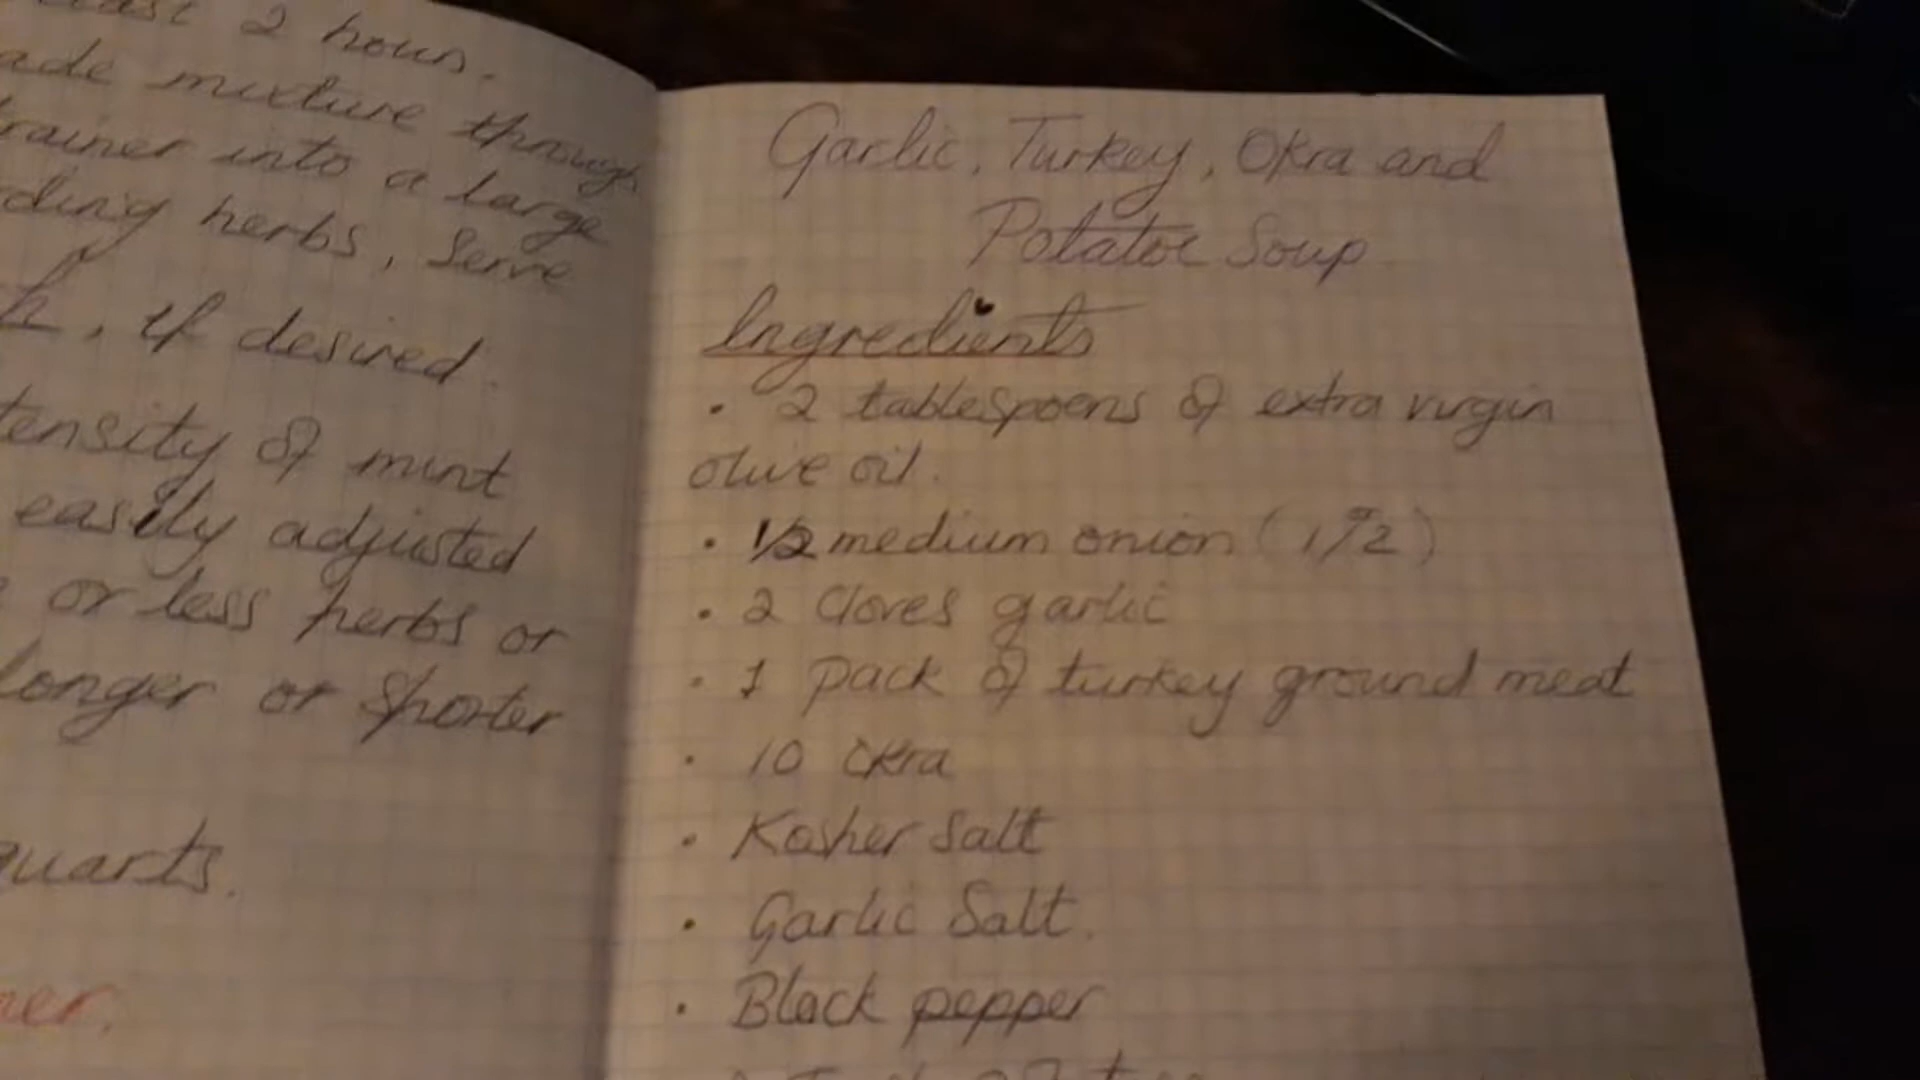 2 hours.
ade mixture through
rainer into a large
ding herbs, Serve
if desired.
tensity of mint
easily adjusted
or less herbs or
longer or shorter
quarts.
ner.
Garlic, Turkey, Okra and
Potatoe Soup
Ingredients
• 2 tablespoons of extra virgin
olive oil.
• 1/2 medium onion (1/2)
• 2 Cloves garlic
• 1 pack of turkey ground meat
• 10 okra
• Kosher Salt
• Garlic Salt.
• Black pepper